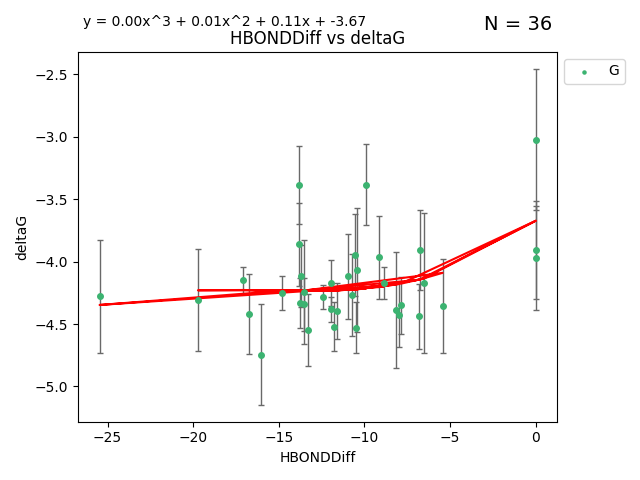 y = 0.00x^3 + 0.01x^2 + 0.11x + -3.67
N = 36
HBONDDiff vs deltaG
G
−2.5
−3.0
−3.5
−4.0
−4.5
−5.0
deltaG
−25
−20
−15
−10
−5
0
HBONDDiff